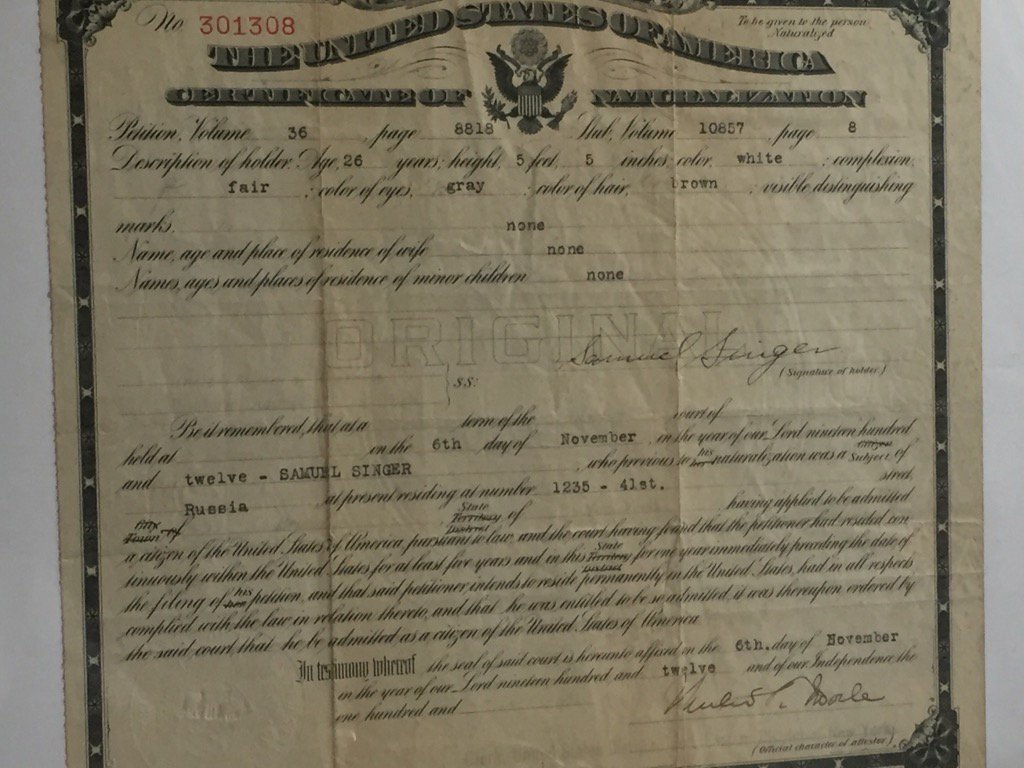 No. 301308
To be given to the person Naturalized
THE UNITED STATES OF AMERICA
CERTIFICATE OF NATURALIZATION
Petition, Volume 36, page 8818 Stub, Volume 10857, page 8
Description of holder: Age, 26 years; height, 5 feet, 5 inches; color, white; complexion,
fair; color of eyes, gray; color of hair, brown; visible distinguishing
marks, none
Name, age and place of residence of wife none
Names, ages and places of residence of minor children none
ORIGINAL
Samuel Singer
(Signature of holder.)
SS:
Be it remembered, that at a term of the court of
held at on the 6th day of November, in the year of our Lord nineteen hundred
and twelve - SAMUEL SINGER, who previous to his naturalization was a Citizen Subject of
Russia at present residing at number 1235 - 41st. street,
City Town of State Territory District of, having applied to be admitted
a citizen of the United States of America, pursuant to law, and the court having found that the petitioner had resided con-
tinuously within the United States for at least five years and in this State Territory District for one year immediately preceding the date of
the filing of his petition, and that said petitioner intends to reside permanently in the United States, had in all respects
complied with the law in relation thereto, and that he was entitled to be so admitted, it was thereupon ordered by
the said court that he be admitted as a citizen of the United States of America.
In testimony whereof the seal of said court is hereunto affixed on the 6th. day of November
in the year of our Lord nineteen hundred and twelve and of our Independence the
one hundred and
(Official character of attestor.)